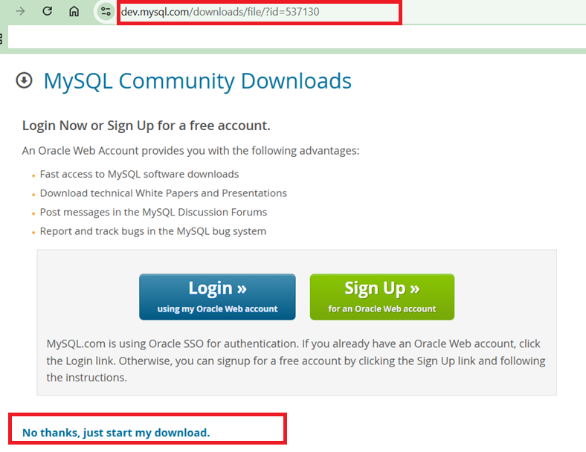 dev.mysql.com/downloads/file/?id=537130
MySQL Community Downloads
Login Now or Sign Up for a free account.
An Oracle Web Account provides you with the following advantages:
Fast access to MySQL software downloads
Download technical White Papers and Presentations
Post messages in the MySQL Discussion Forums
Report and track bugs in the MySQL bug system
Login »
using my Oracle Web account
Sign Up »
for an Oracle Web account
MySQL.com is using Oracle SSO for authentication. If you already have an Oracle Web account, click
the Login link. Otherwise, you can signup for a free account by clicking the Sign Up link and following
the instructions.
No thanks, just start my download.